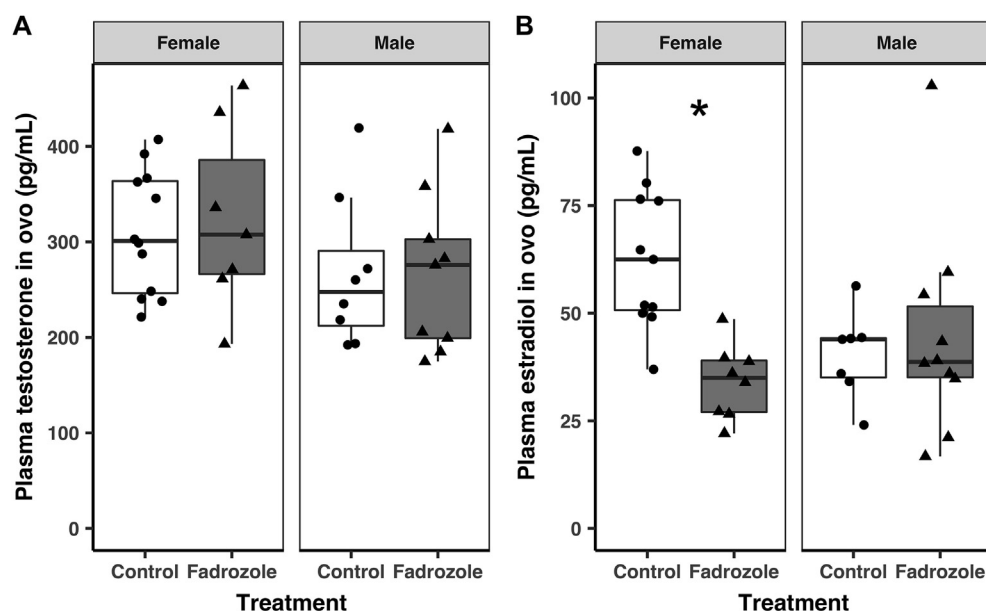 A
Female
Male
Plasma testosterone in ovo (pg/mL)
400
300
200
100
0
Control Fadrozole
Control Fadrozole
Treatment
B
Female
Male
Plasma estradiol in ovo (pg/mL)
100
75
50
25
0
*
Control Fadrozole
Control Fadrozole
Treatment